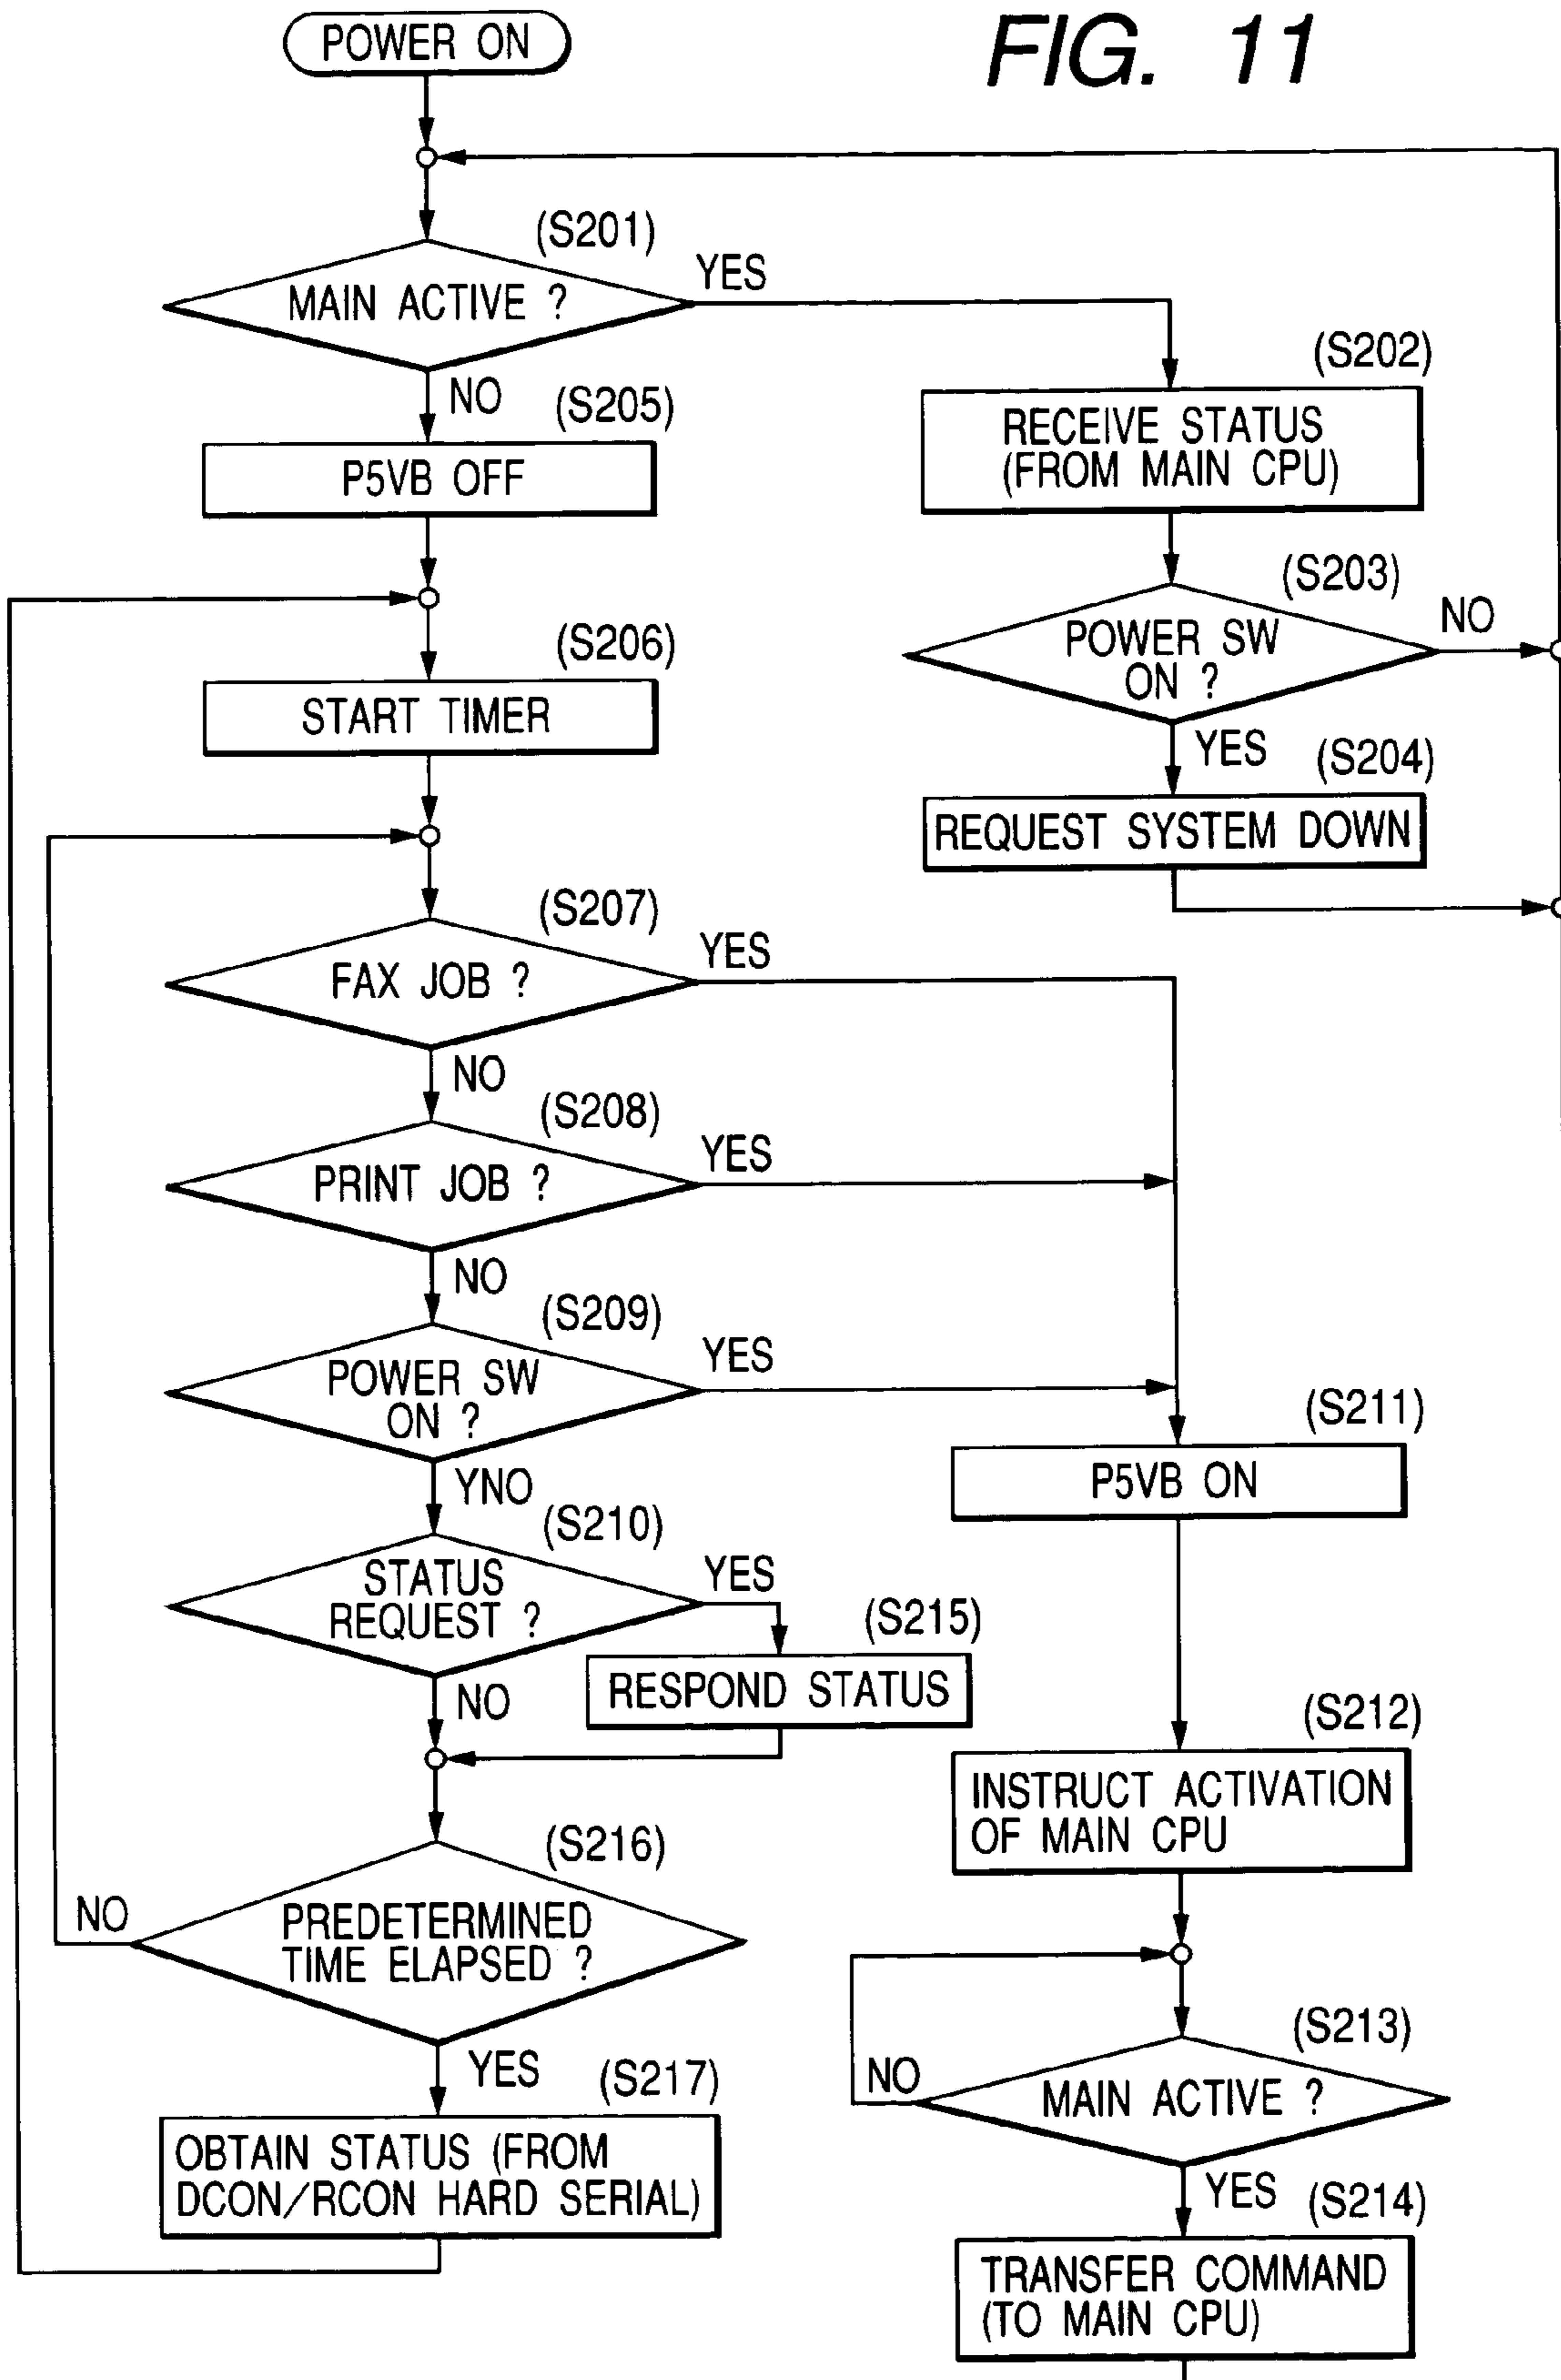 FIG. 11
POWER ON
(S201)
MAIN ACTIVE ?
YES
NO
(S202)
RECEIVE STATUS
(FROM MAIN CPU)
(S205)
P5VB OFF
(S203)
POWER SW
ON ?
NO
YES
(S206)
START TIMER
(S204)
REQUEST SYSTEM DOWN
(S207)
FAX JOB ?
YES
NO
(S208)
PRINT JOB ?
YES
NO
(S209)
POWER SW
ON ?
YES
YNO
(S211)
P5VB ON
(S210)
STATUS
REQUEST ?
YES
NO
(S215)
RESPOND STATUS
(S212)
INSTRUCT ACTIVATION
OF MAIN CPU
(S216)
PREDETERMINED
TIME ELAPSED ?
NO
YES
(S213)
MAIN ACTIVE ?
NO
YES
(S217)
OBTAIN STATUS (FROM
DCON/RCON HARD SERIAL)
(S214)
TRANSFER COMMAND
(TO MAIN CPU)